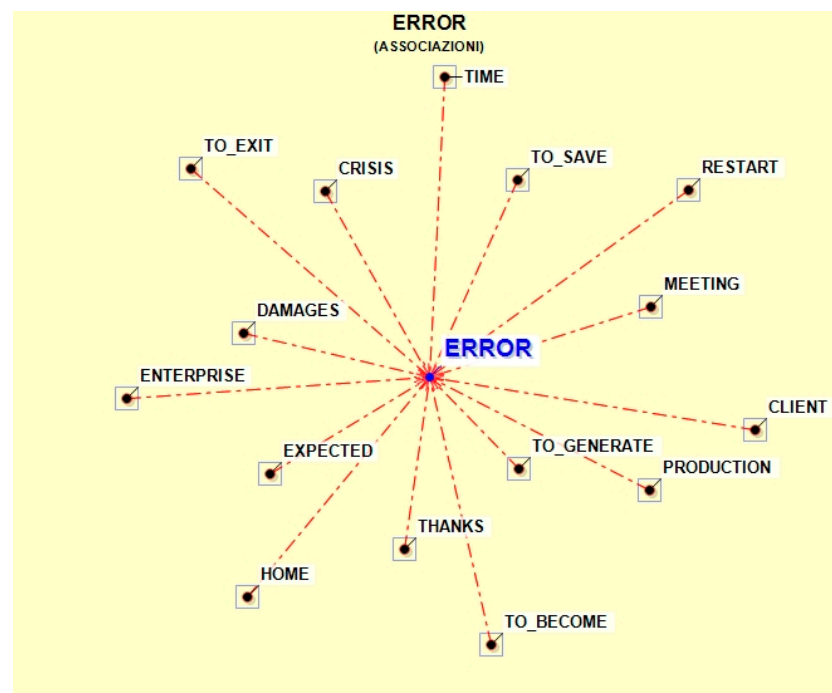 ERROR
(ASSOCIAZIONI)
TIME
TO_EXIT
CRISIS
TO_SAVE
RESTART
MEETING
DAMAGES
ERROR
ENTERPRISE
CLIENT
EXPECTED
TO_GENERATE
PRODUCTION
THANKS
HOME
TO_BECOME